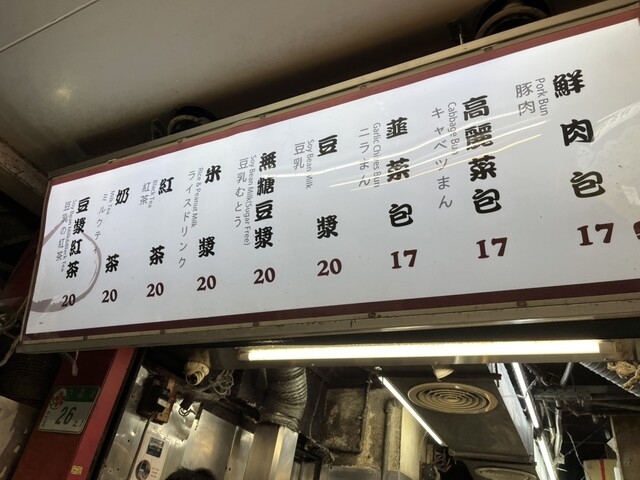 鮮肉包 17
Pork Bun
豚肉
高麗菜包 17
Cabbage Bun
キャベツまん
韮菜包 17
Garlic Chives Bun
ニラまん
豆漿 20
Soy Bean Milk
豆乳
無糖豆漿 20
Soy Bean Milk(Sugar Free)
豆乳むとう
米漿 20
Rice & Peanut Milk
ライスドリンク
紅茶 20
紅茶
奶茶 20
Milk Tea
ミルクティ
豆漿紅茶 20
豆乳の紅茶
26